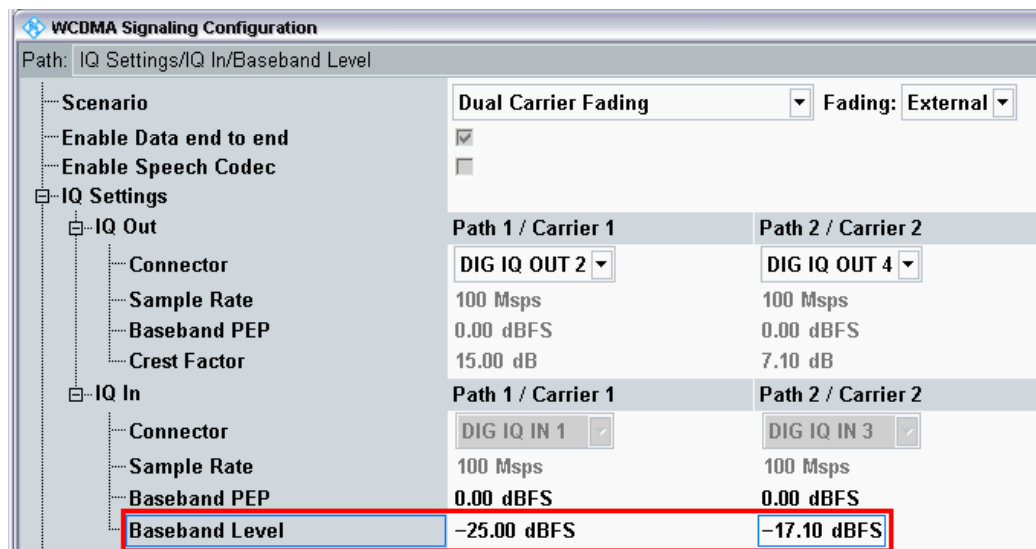 WCDMA Signaling Configuration
Path: IQ Settings/IQ In/Baseband Level
Scenario Dual Carrier Fading Fading: External
Enable Data end to end
Enable Speech Codec
IQ Settings
IQ Out Path 1 / Carrier 1 Path 2 / Carrier 2
Connector DIG IQ OUT 2 DIG IQ OUT 4
Sample Rate 100 Msps 100 Msps
Baseband PEP 0.00 dBFS 0.00 dBFS
Crest Factor 15.00 dB 7.10 dB
IQ In Path 1 / Carrier 1 Path 2 / Carrier 2
Connector DIG IQ IN 1 DIG IQ IN 3
Sample Rate 100 Msps 100 Msps
Baseband PEP 0.00 dBFS 0.00 dBFS
Baseband Level −25.00 dBFS −17.10 dBFS